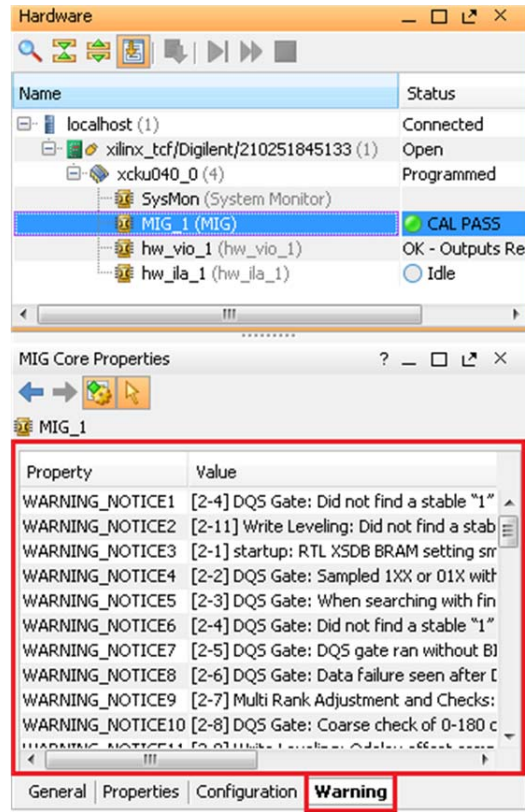 Hardware
Name Status
localhost (1) Connected
xilinx_tcf/Digilent/210251845133 (1) Open
xcku040_0 (4) Programmed
SysMon (System Monitor)
MIG_1 (MIG) CAL PASS
hw_vio_1 (hw_vio_1) OK - Outputs Re
hw_ila_1 (hw_ila_1) Idle
MIG Core Properties ?
MIG_1
Property Value
WARNING_NOTICE1 [2-4] DQS Gate: Did not find a stable "1"
WARNING_NOTICE2 [2-11] Write Leveling: Did not find a stab
WARNING_NOTICE3 [2-1] startup: RTL XSDB BRAM setting sm
WARNING_NOTICE4 [2-2] DQS Gate: Sampled 1XX or 01X with
WARNING_NOTICE5 [2-3] DQS Gate: When searching with fin
WARNING_NOTICE6 [2-4] DQS Gate: Did not find a stable "1"
WARNING_NOTICE7 [2-5] DQS Gate: DQS gate ran without
WARNING_NOTICE8 [2-6] DQS Gate: Data failure seen after
WARNING_NOTICE9 [2-7] Multi Rank Adjustment and Checks:
WARNING_NOTICE10 [2-8] DQS Gate: Coarse check of 0-180
General Properties Configuration Warning